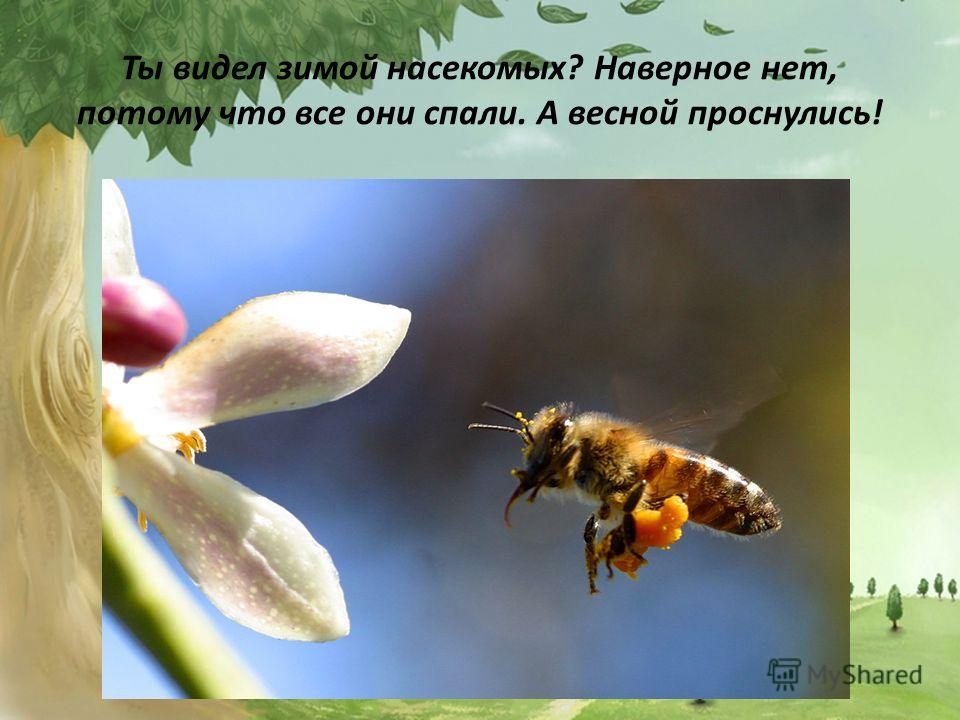 Ты видел зимой насекомых? Наверное нет,
потому что все они спали. А весной проснулись!
MyShared